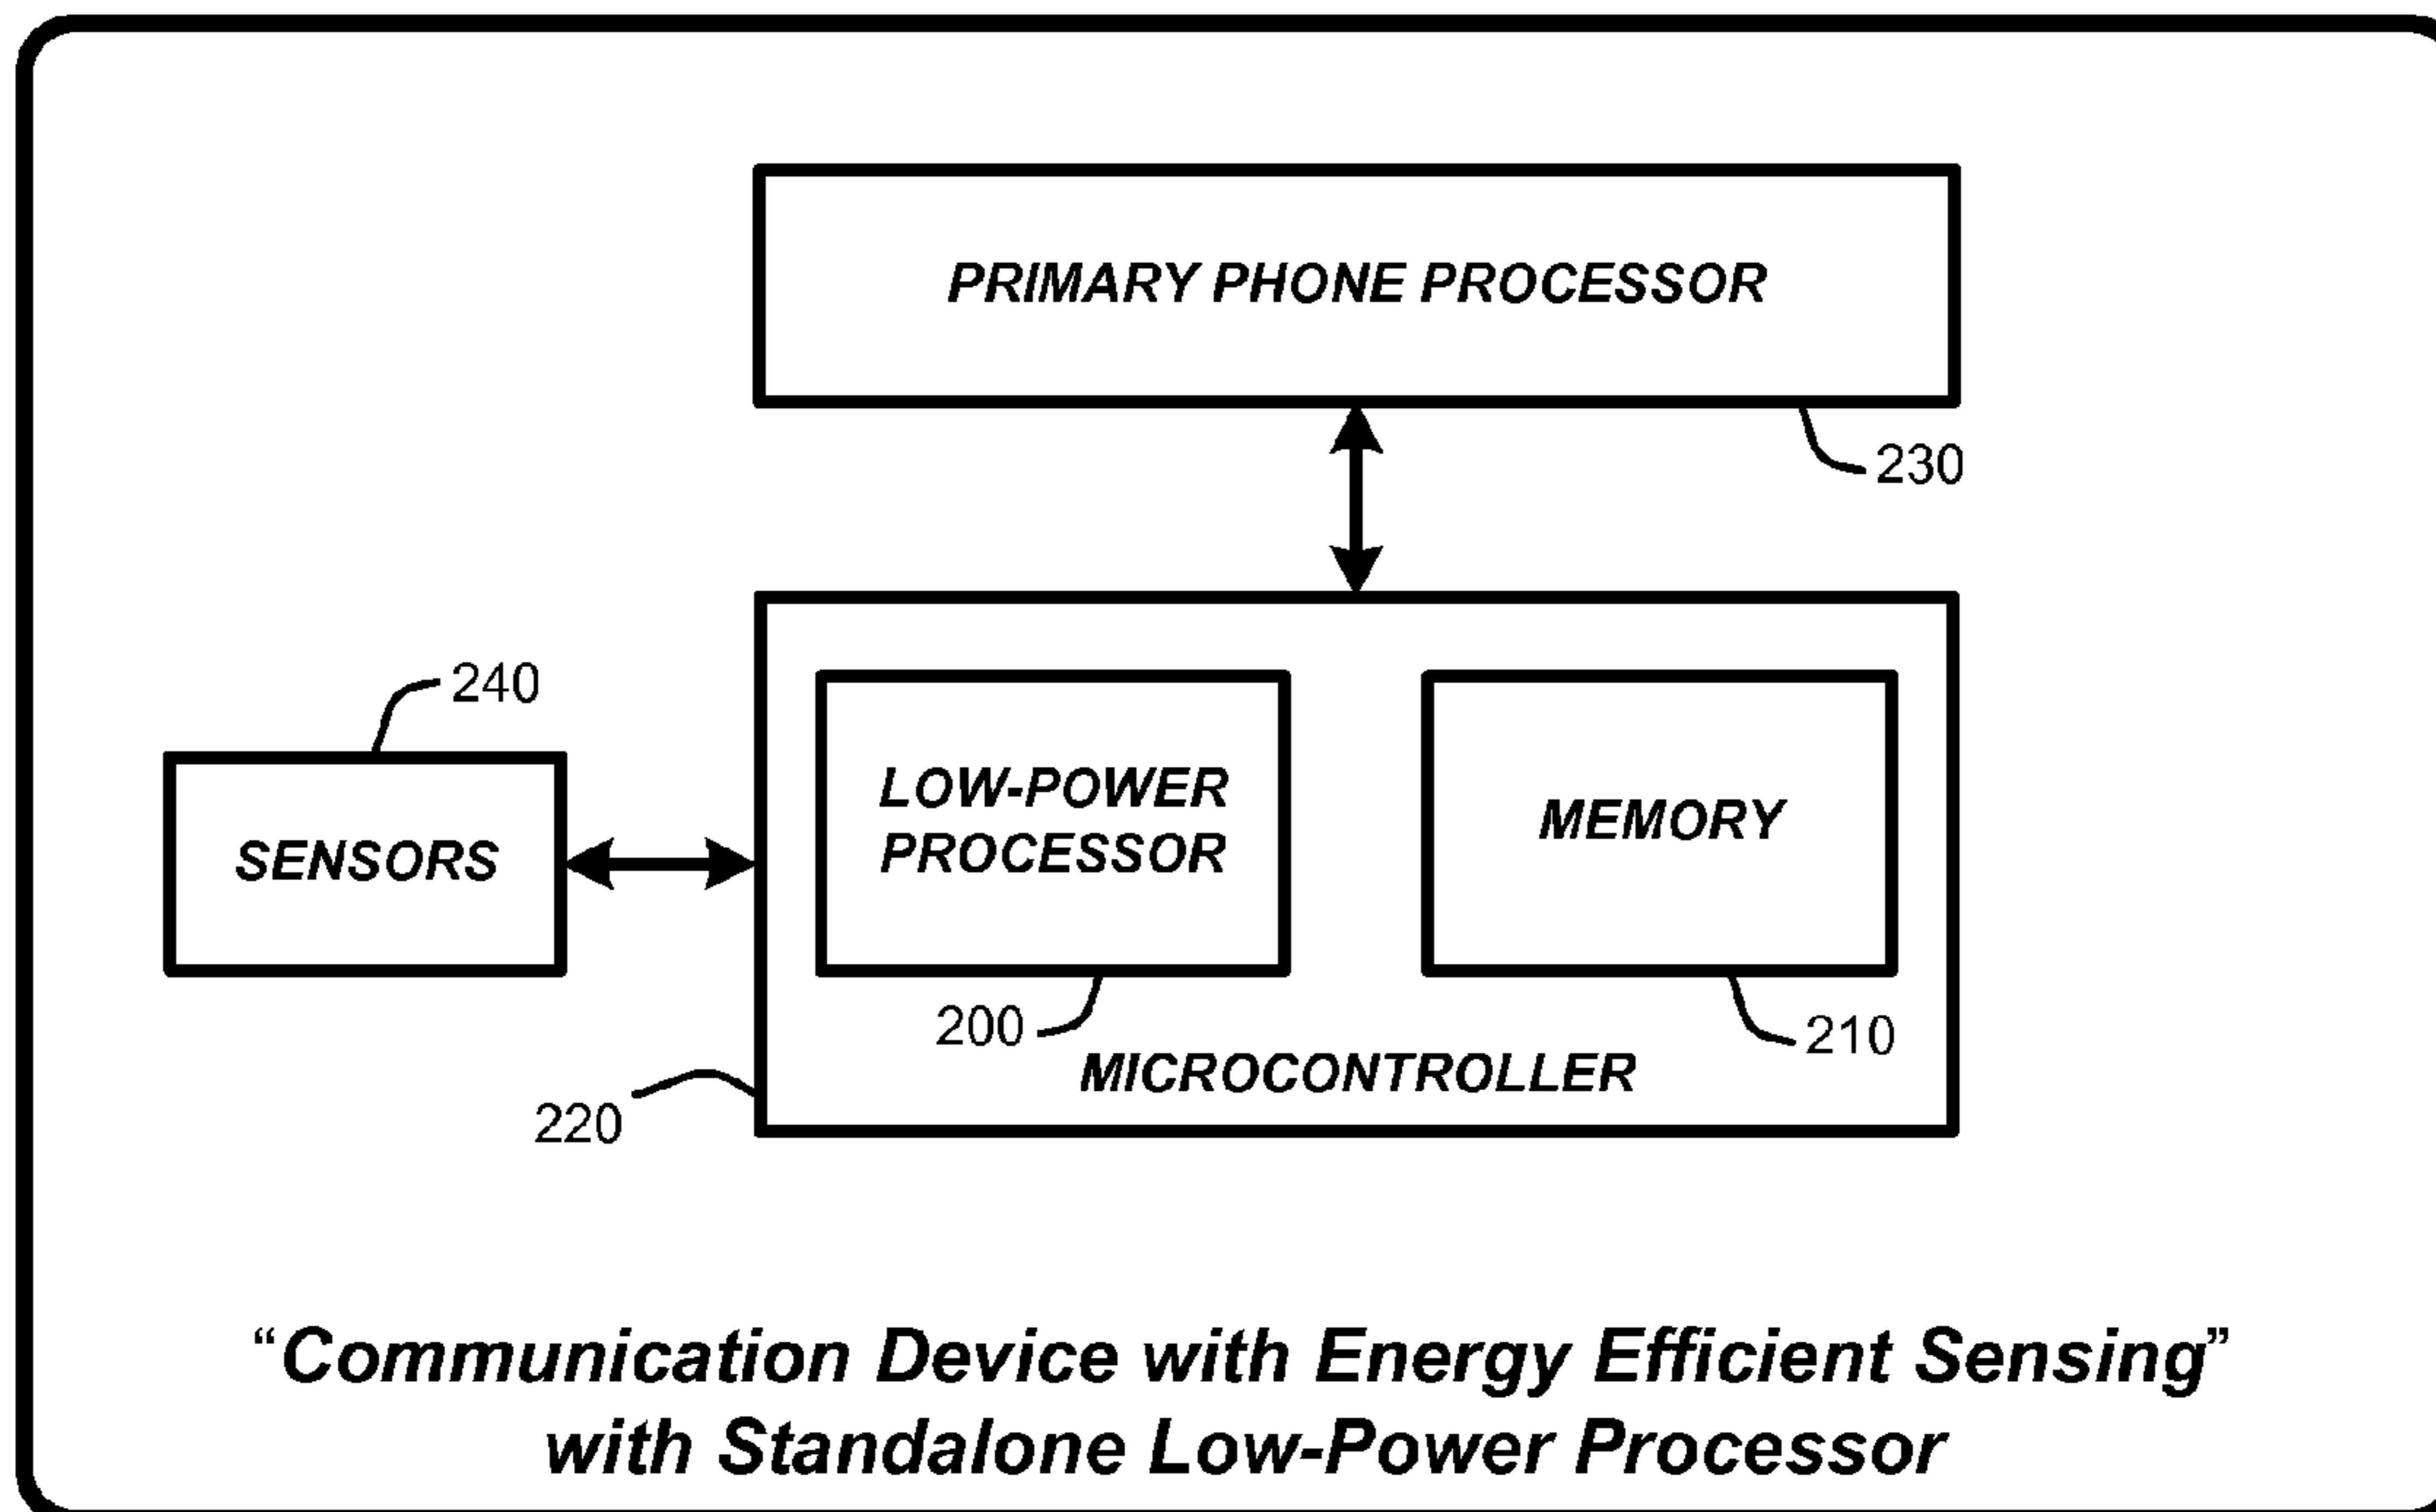 PRIMARY PHONE PROCESSOR
230
240
LOW-POWER
PROCESSOR
MEMORY
SENSORS
200
210
MICROCONTROLLER
220
“Communication Device with Energy Efficient Sensing”
with Standalone Low-Power Processor